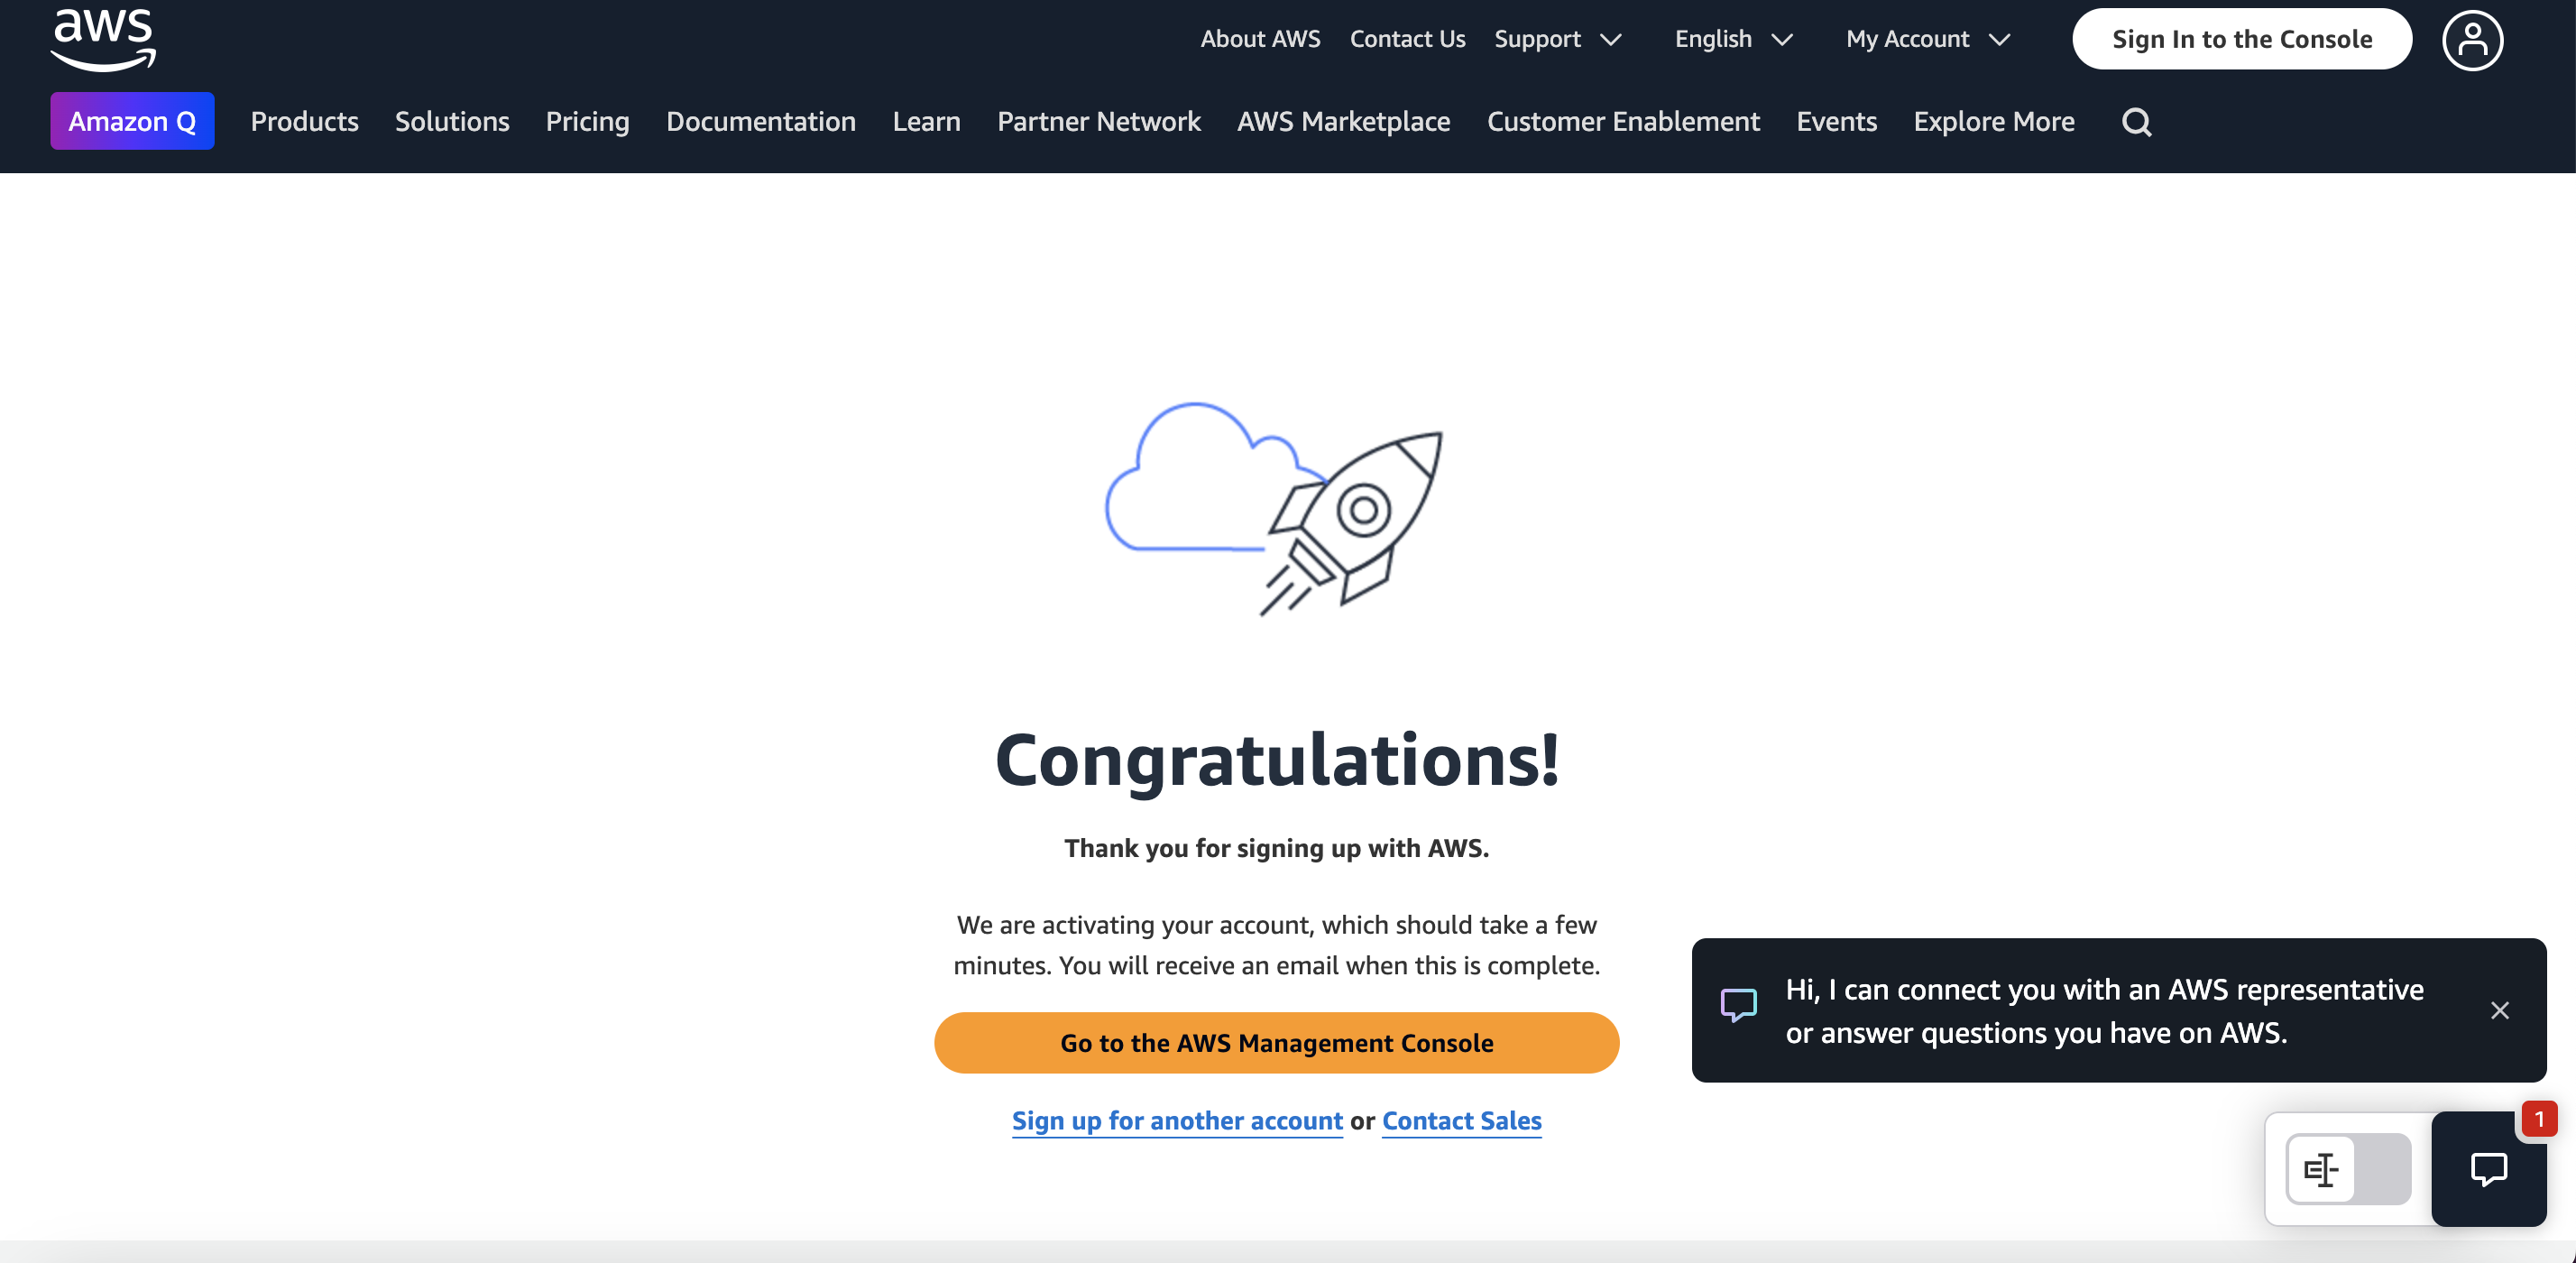 aws
About AWS Contact Us Support English My Account Sign In to the Console
Amazon Q Products Solutions Pricing Documentation Learn Partner Network AWS Marketplace Customer Enablement Events Explore More
Congratulations!
Thank you for signing up with AWS.
We are activating your account, which should take a few
minutes. You will receive an email when this is complete.
Go to the AWS Management Console
Sign up for another account or Contact Sales
Hi, I can connect you with an AWS representative
or answer questions you have on AWS.
1